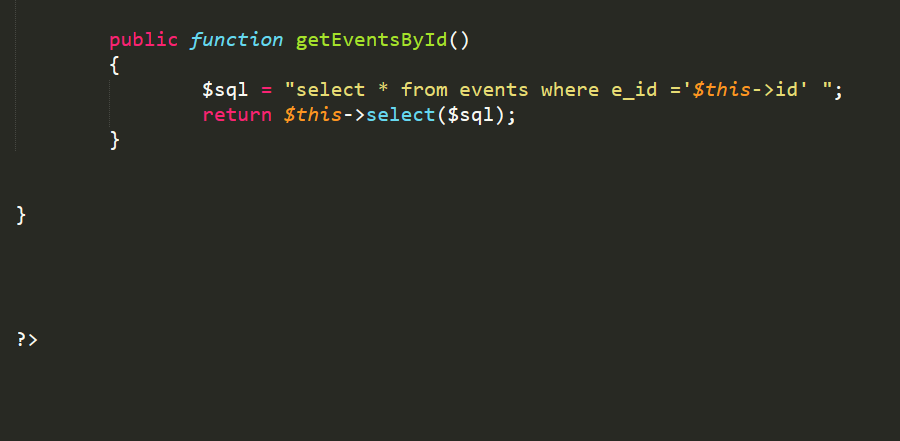 public function getEventsById()
{
$sql = "select * from events where e_id ='$this->id' ";
return $this->select($sql);
}
}
?>